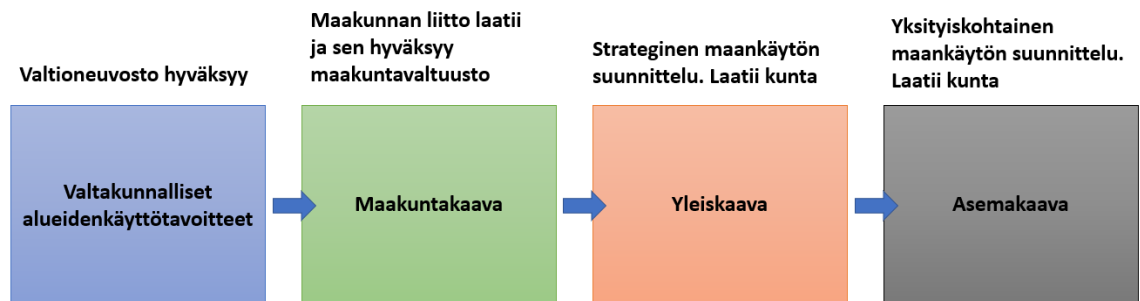 Valtioneuvosto hyväksyy
Maakunnan liitto laatii
ja sen hyväksyy
maakuntavaltuusto
Strateginen maankäytön
suunnittelu. Laatii kunta
Yksityiskohtainen
maankäytön suunnittelu.
Laatii kunta
Valtakunnalliset
alueidenkäyttötavoitteet
Maakuntakaava
Yleiskaava
Asemakaava